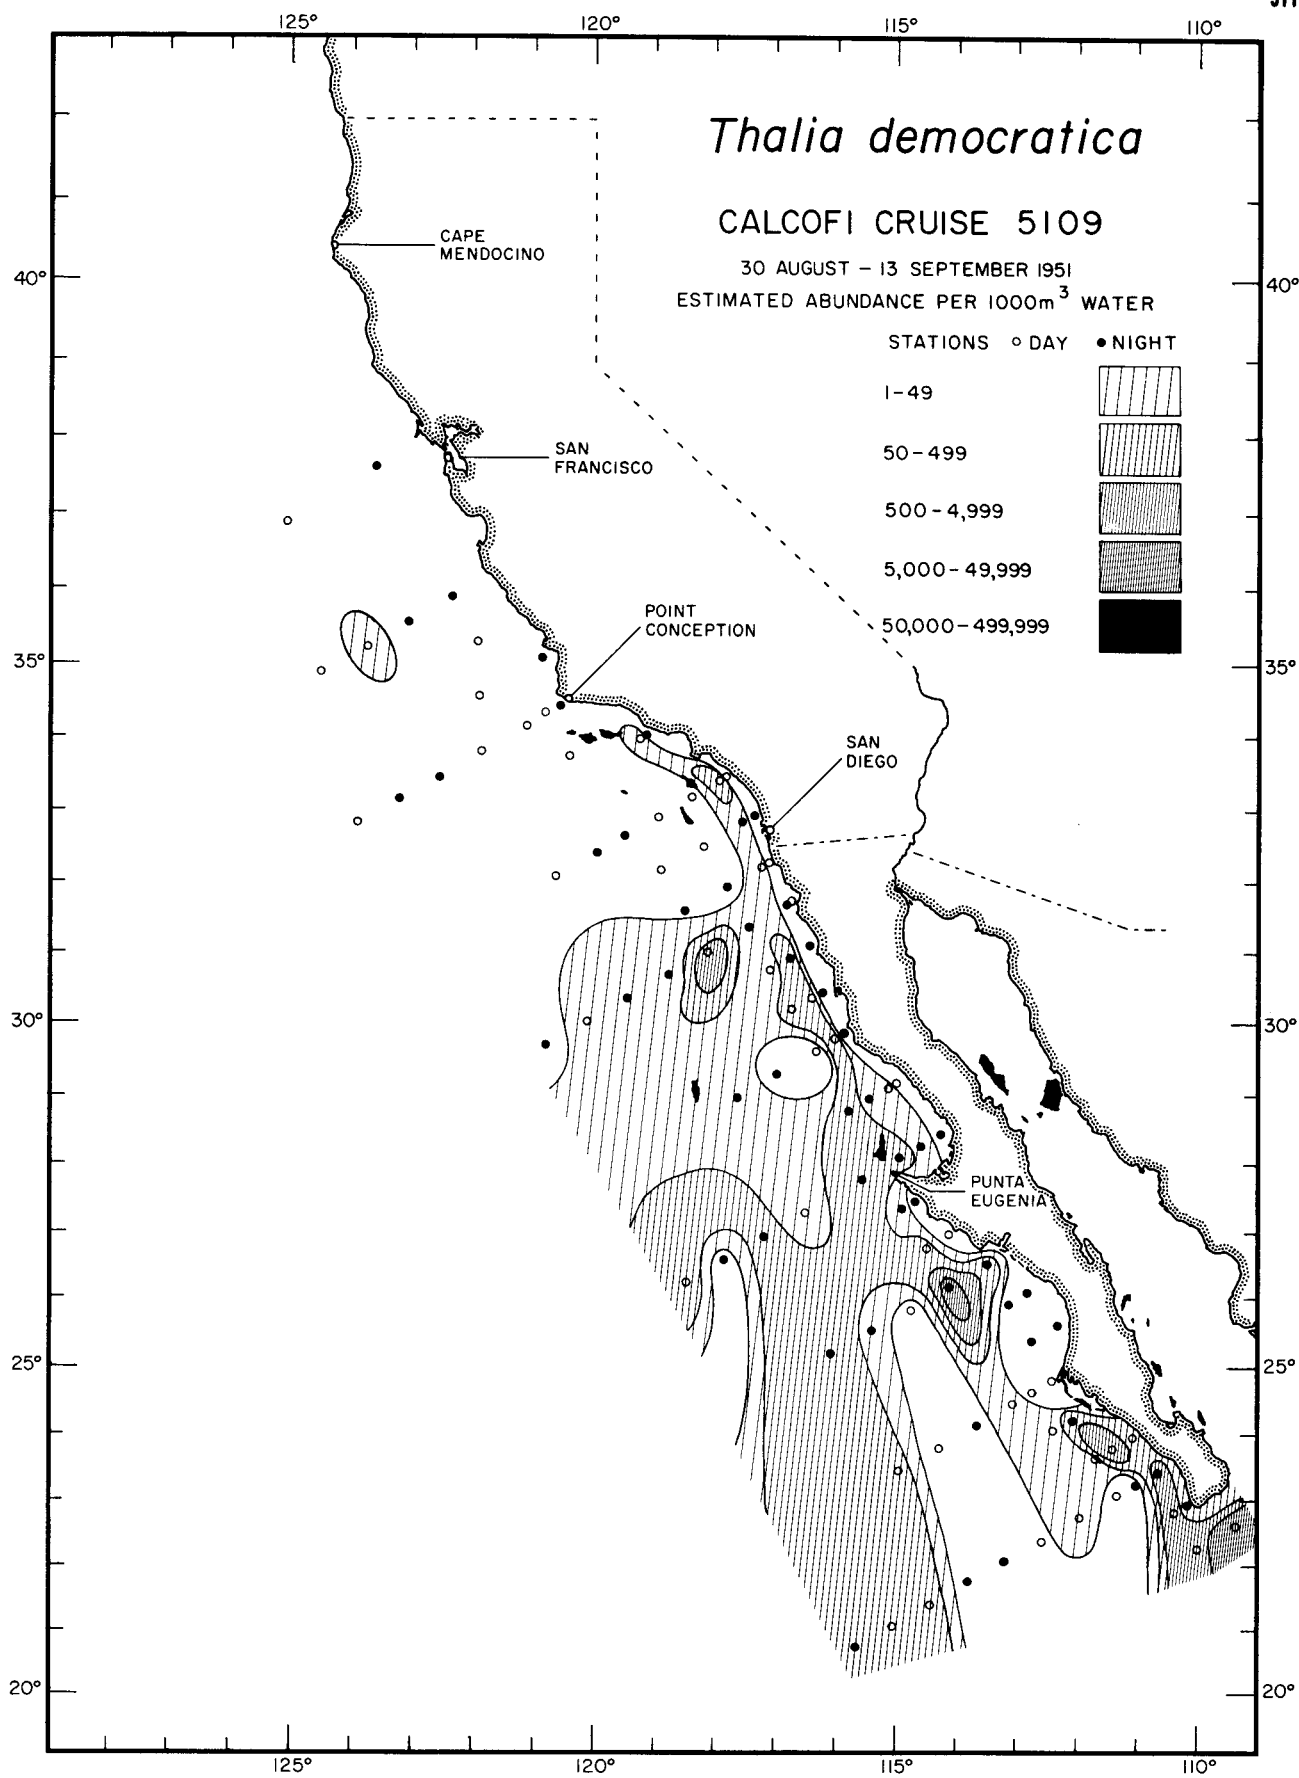 125°
120°
115°
110°
Thalia democratica
CALCOFI CRUISE 5109
30 AUGUST – 13 SEPTEMBER 1951
ESTIMATED ABUNDANCE PER 1000m³ WATER
STATIONS ○ DAY ● NIGHT
1–49
50–499
500–4,999
5,000–49,999
50,000–499,999
CAPE
MENDOCINO
40°
40°
SAN
FRANCISCO
POINT
CONCEPTION
35°
35°
SAN
DIEGO
30°
30°
PUNTA
EUGENIA
25°
25°
20°
20°
125°
120°
115°
110°